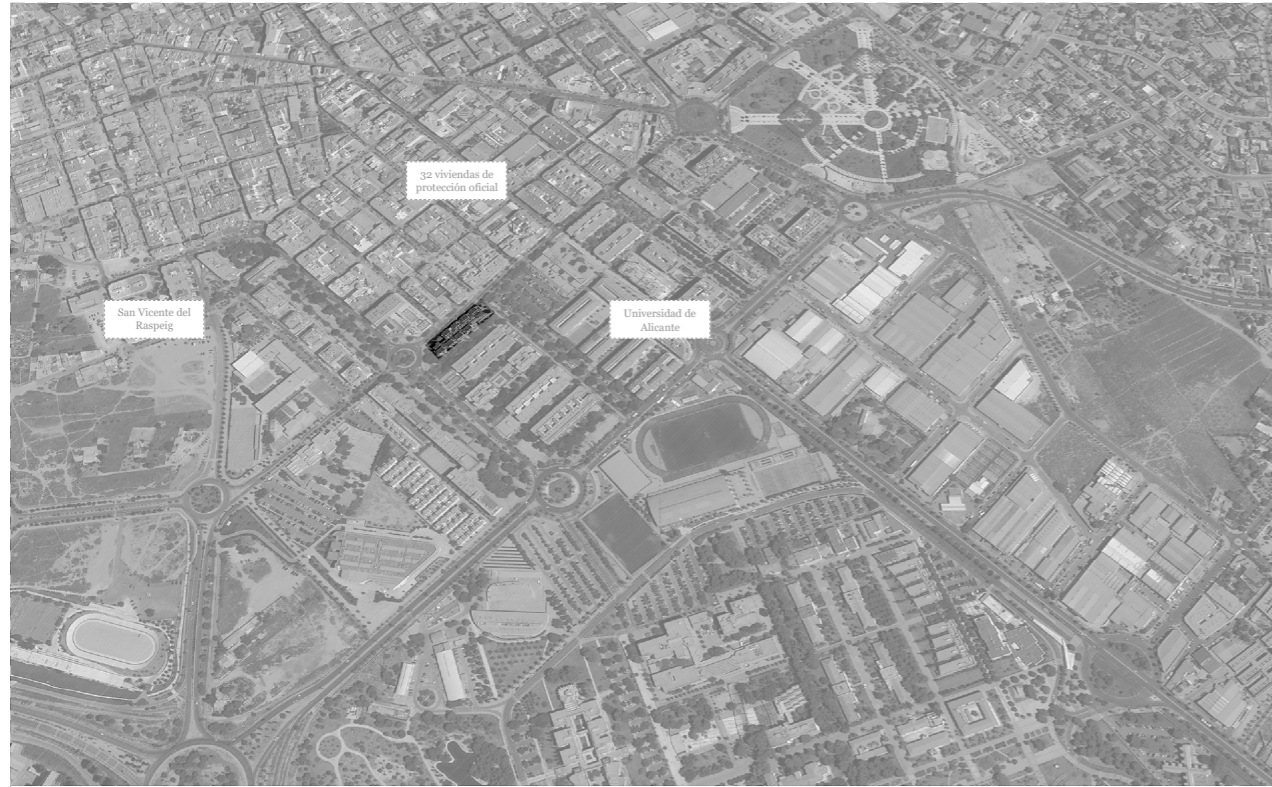 32 viviendas de
protección oficial
San Vicente del
Raspeig
Universidad de
Alicante